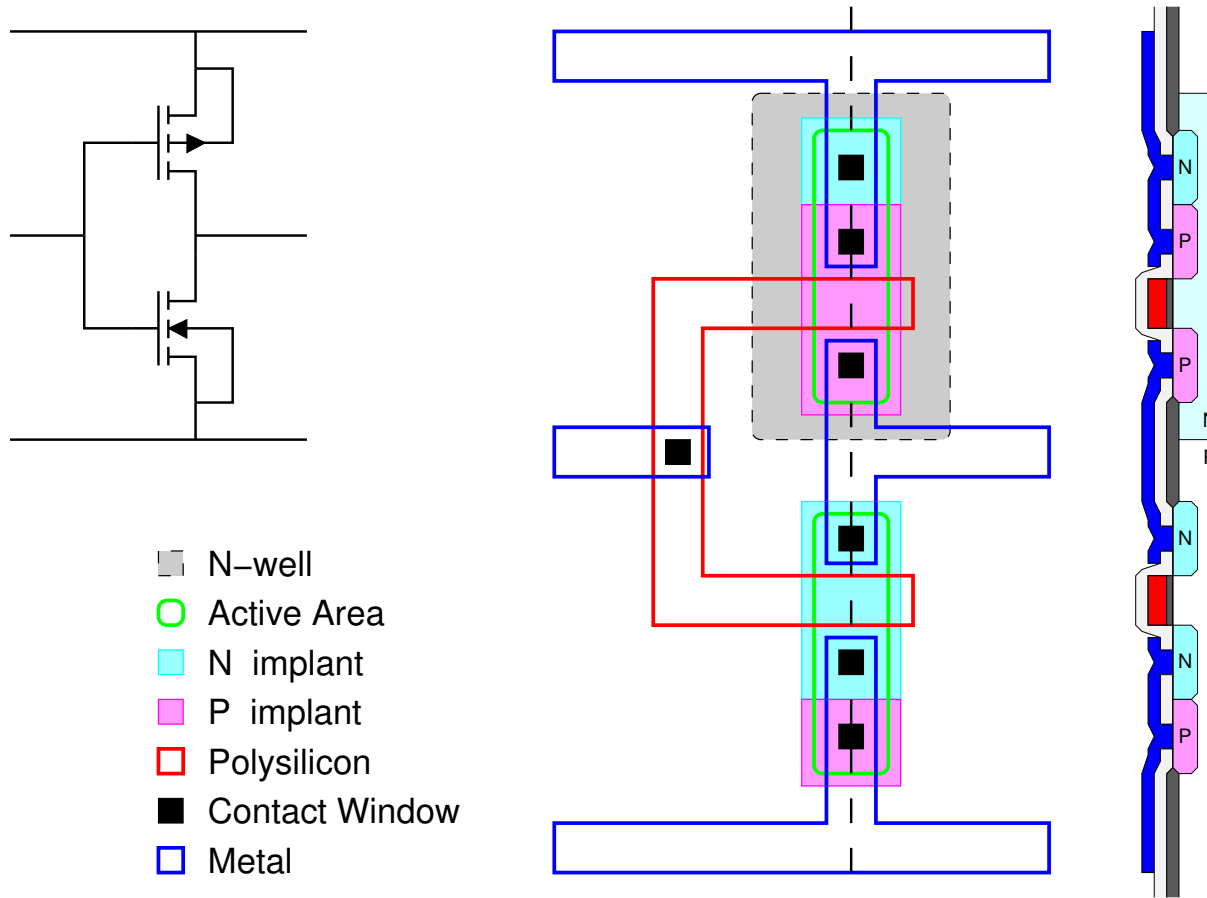 N−well
Active Area
N implant
P implant
Polysilicon
Contact Window
Metal
N
P
P
N
N
P